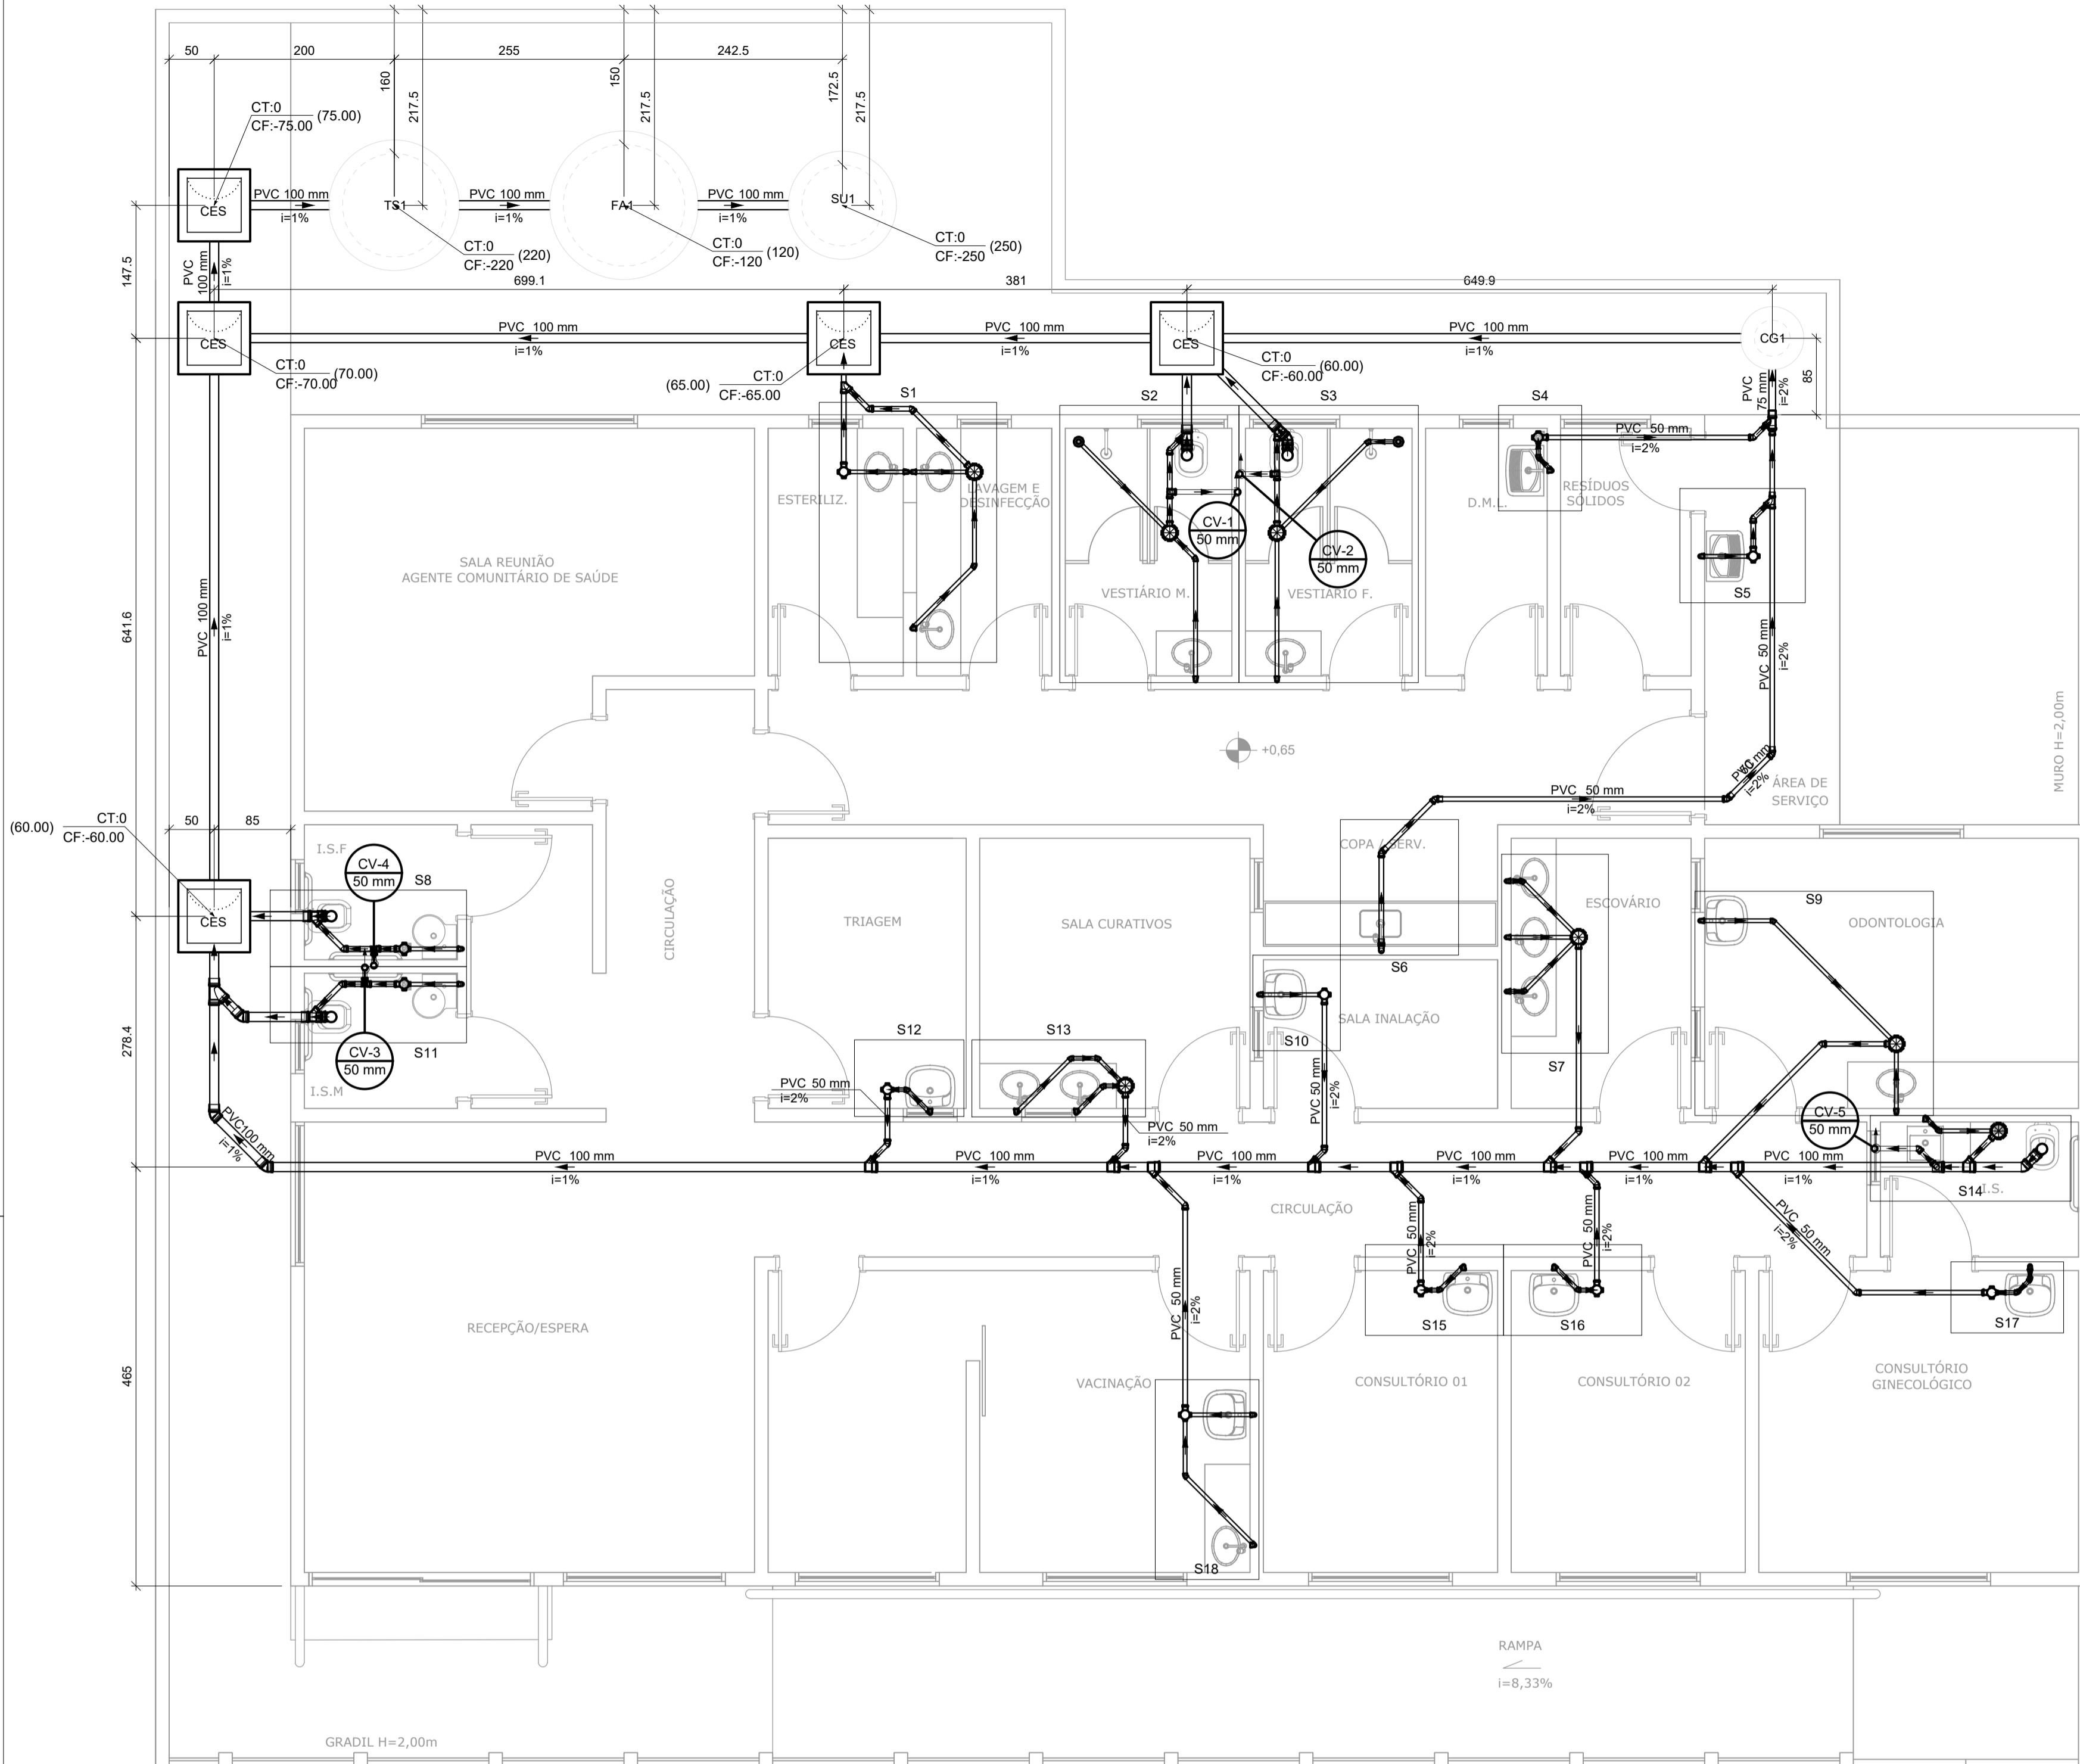 50
200
255
242.5
160
217.5
150
217.5
172.5
217.5
CT:0
CF:-75.00
(75.00)
CES
PVC 100 mm
i=1%
TS1
PVC 100 mm
i=1%
FA1
PVC 100 mm
i=1%
SU1
CT:0
CF:-220
(220)
CT:0
CF:-120
(120)
CT:0
CF:-250
(250)
147.5
PVC
100 mm
i=1%
699.1
381
649.9
CES
PVC 100 mm
i=1%
CES
PVC 100 mm
i=1%
CES
PVC 100 mm
i=1%
CG1
CT:0
CF:-70.00
(70.00)
(65.00)
CT:0
CF:-65.00
CT:0
CF:-60.00
(60.00)
PVC
75 mm
i=2%
85
S1
S2
S3
S4
PVC 50 mm
i=2%
ESTERILIZ.
LAVAGEM E
DESINFECÇÃO
D.M.L.
RESÍDUOS
SÓLIDOS
CV-1
50 mm
CV-2
50 mm
SALA REUNIÃO
AGENTE COMUNITÁRIO DE SAÚDE
VESTIÁRIO M.
VESTIÁRIO F.
S5
641.6
PVC 100 mm
i=1%
PVC 50 mm
i=2%
MURO H=2,00m
+0,65
PVC 50 mm
i=2%
i=2%
ÁREA DE
SERVIÇO
50
85
(60.00)
CT:0
CF:-60.00
I.S.F
CV-4
50 mm
S8
CES
CIRCULAÇÃO
TRIAGEM
SALA CURATIVOS
COPA / SERV.
S6
ESCOVÁRIO
S9
ODONTOLOGIA
278.4
CV-3
50 mm
S11
I.S.M
S12
S13
S10
SALA INALAÇÃO
S7
PVC 50 mm
i=2%
PVC 50 mm
i=2%
PVC 50 mm
i=2%
CV-5
50 mm
PVC100 mm
i=1%
PVC 100 mm
i=1%
PVC 100 mm
i=1%
PVC 100 mm
i=1%
PVC 100 mm
i=1%
PVC 100 mm
i=1%
PVC 100 mm
i=1%
S14
I.S.
CIRCULAÇÃO
PVC 50 mm
i=2%
PVC 50 mm
i=2%
PVC 50 mm
i=2%
PVC 50 mm
i=2%
465
RECEPÇÃO/ESPERA
S15
S16
S17
VACINAÇÃO
CONSULTÓRIO 01
CONSULTÓRIO 02
CONSULTÓRIO
GINECOLÓGICO
S18
RAMPA
i=8,33%
GRADIL H=2,00m